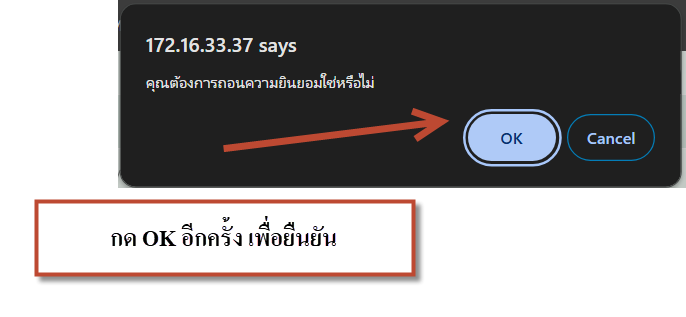 172.16.33.37 says
คุณต้องการถอนความยินยอมใช่หรือไม่
OK
Cancel
กด OK อีกครั้ง เพื่อยืนยัน